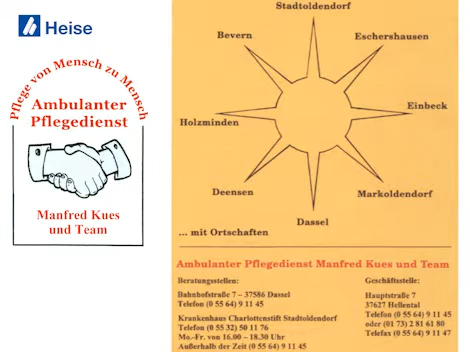 Heise
Pflege von Mensch zu Mensch
Ambulanter
Pflegedienst
Manfred Kues
und Team
Stadtoldendorf
Bevern
Eschershausen
Holzminden
Einbeck
Deensen
Markoldendorf
Dassel
... mit Ortschaften
Ambulanter Pflegedienst Manfred Kues und Team
Beratungsstellen:
Bahnhofstraße 7 – 37586 Dassel
Telefon (0 55 64) 9 11 45
Krankenhaus Charlottenstift Stadtoldendorf
Telefon (0 55 32) 50 11 76
Mo.-Fr. von 16.00 – 18.30 Uhr
Außerhalb der Zeit (0 55 64) 9 11 45
Geschäftsstelle:
Hauptstraße 7
37627 Hellental
Telefon (0 55 64) 9 11 45
oder (01 73) 2 81 61 80
Telefax (0 55 64) 9 11 47